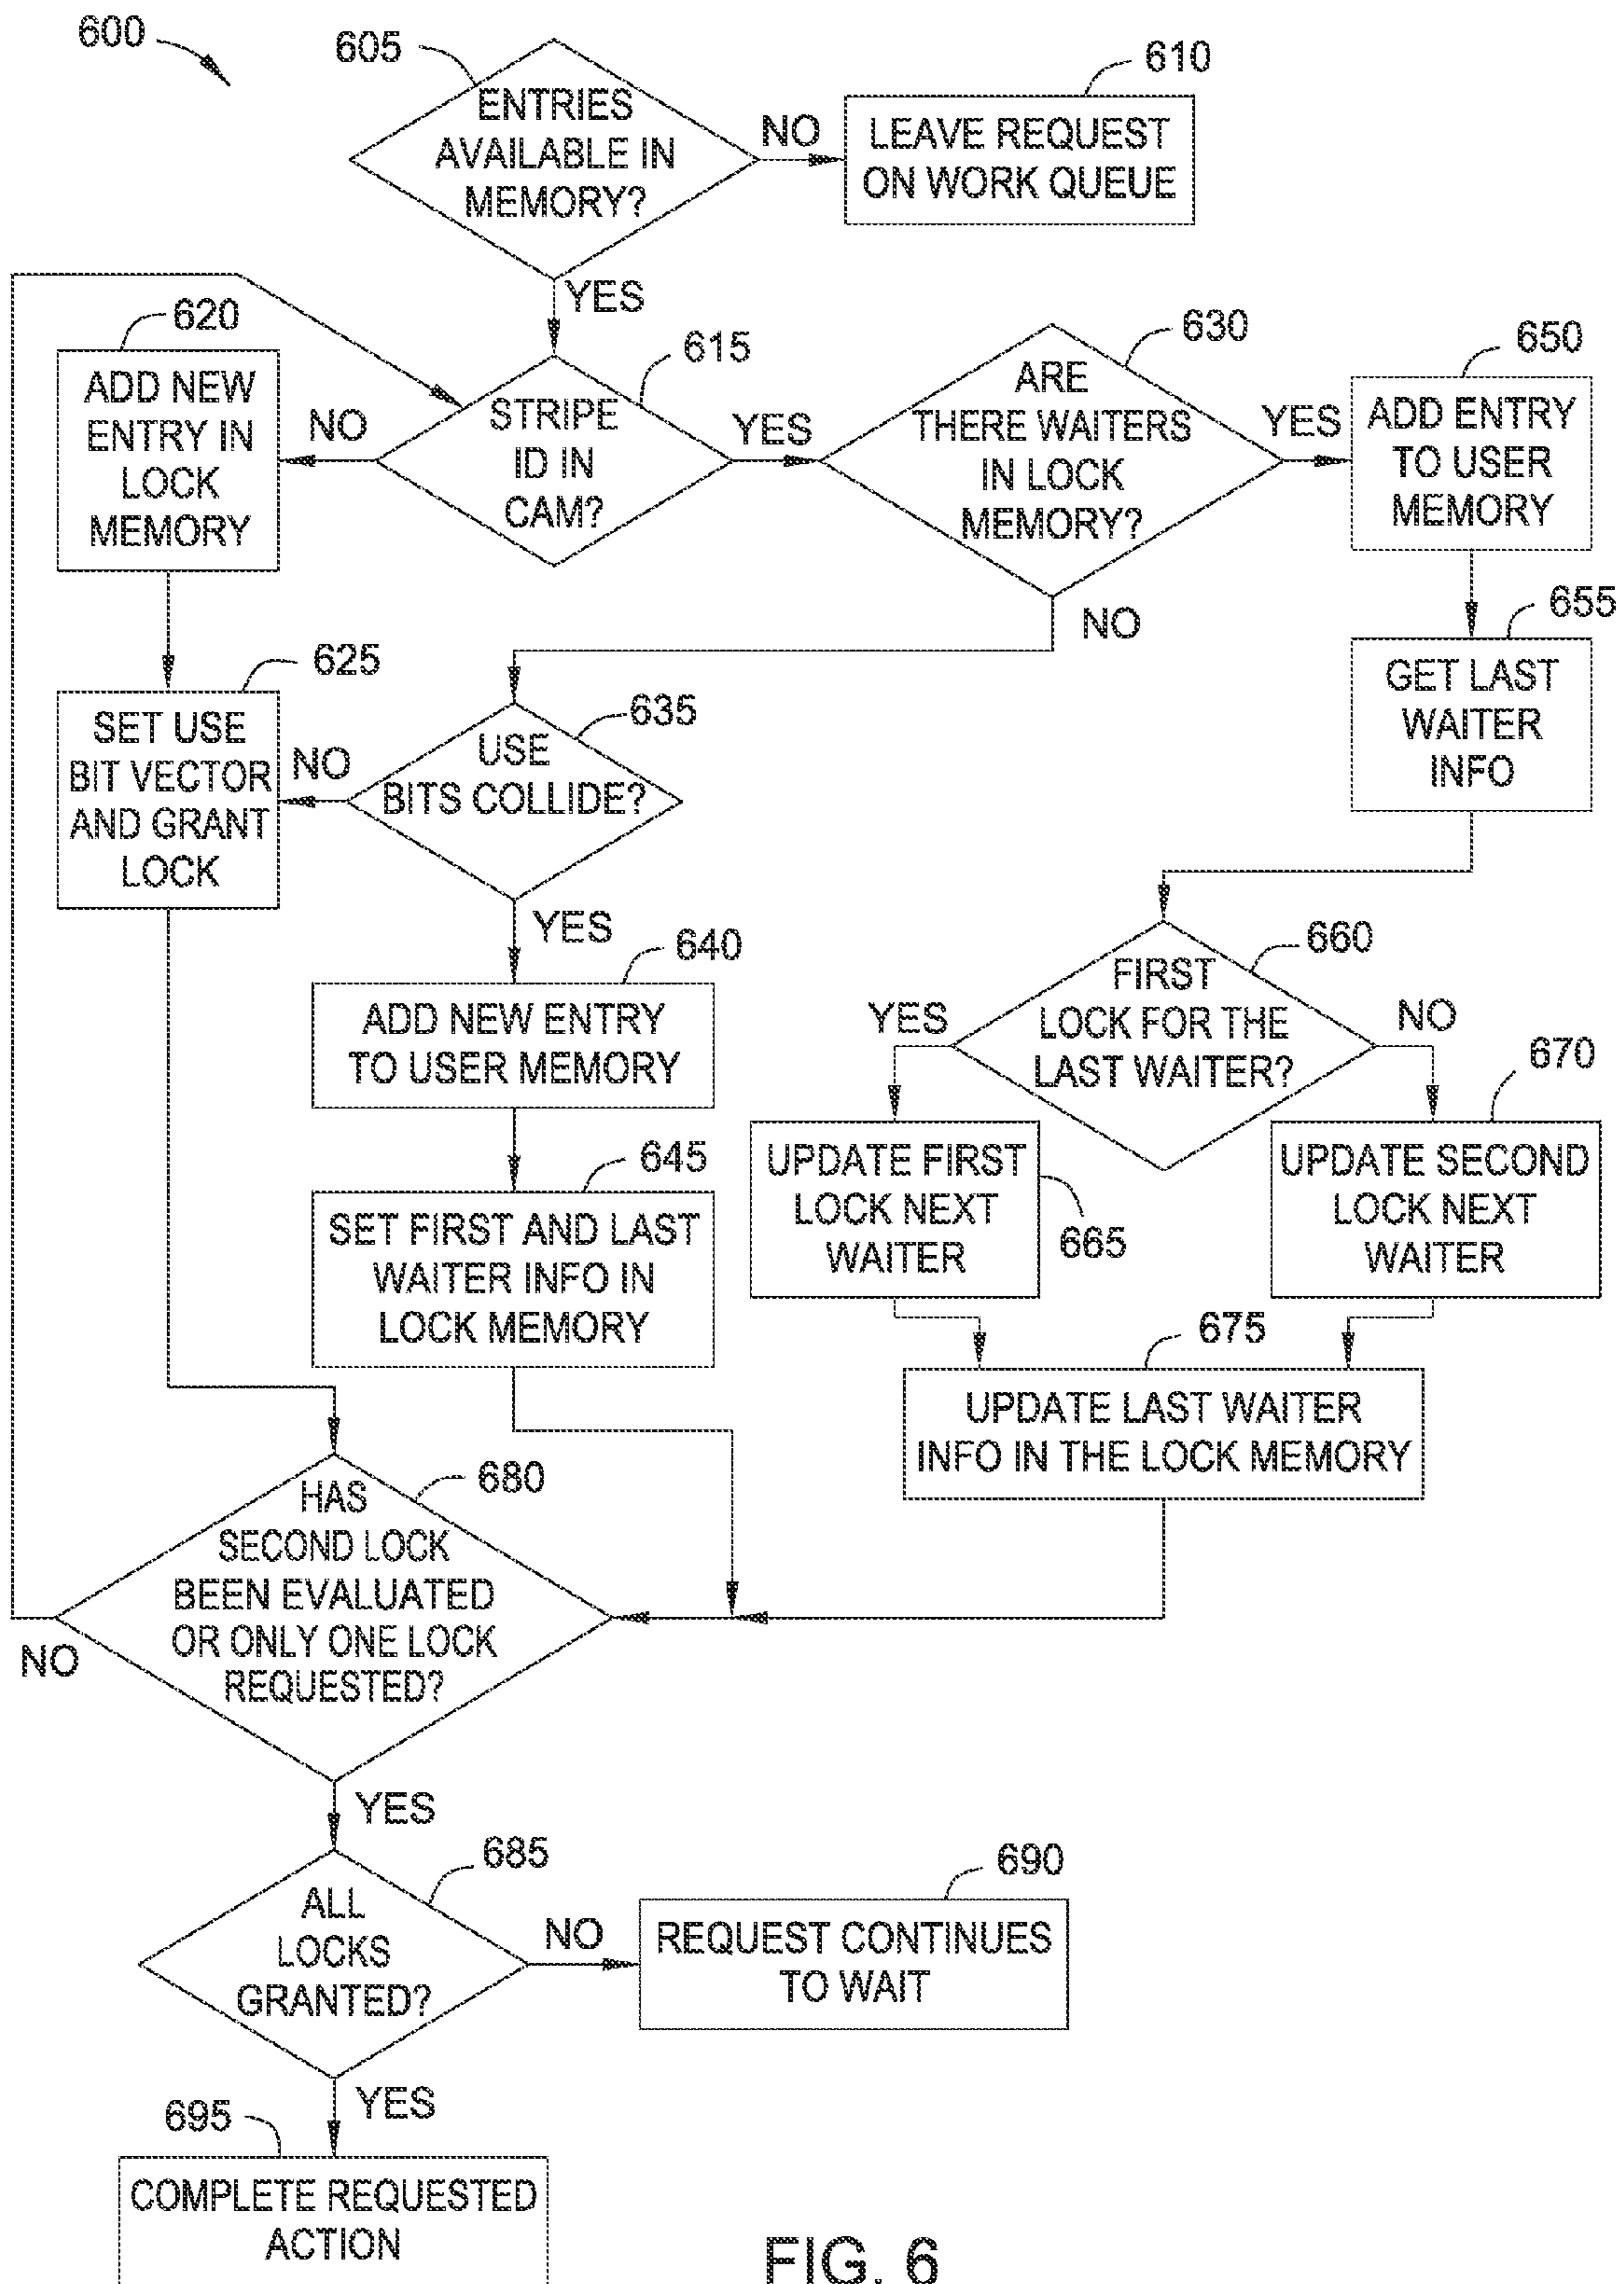 600
605
ENTRIES
AVAILABLE IN
MEMORY?
NO
610
LEAVE REQUEST
ON WORK QUEUE
YES
620
ADD NEW
ENTRY IN
LOCK
MEMORY
NO
615
STRIPE
ID IN
CAM?
YES
630
ARE
THERE WAITERS
IN LOCK
MEMORY?
YES
650
ADD ENTRY
TO USER
MEMORY
NO
655
GET LAST
WAITER
INFO
625
SET USE
BIT VECTOR
AND GRANT
LOCK
NO
635
USE
BITS COLLIDE?
YES
640
ADD NEW ENTRY
TO USER MEMORY
645
SET FIRST AND LAST
WAITER INFO IN
LOCK MEMORY
660
FIRST
LOCK FOR THE
LAST WAITER?
YES
NO
665
UPDATE FIRST
LOCK NEXT
WAITER
670
UPDATE SECOND
LOCK NEXT
WAITER
675
UPDATE LAST WAITER
INFO IN THE LOCK MEMORY
680
HAS
SECOND LOCK
BEEN EVALUATED
OR ONLY ONE LOCK
REQUESTED?
NO
YES
685
ALL
LOCKS
GRANTED?
NO
690
REQUEST CONTINUES
TO WAIT
YES
695
COMPLETE REQUESTED
ACTION
FIG. 6